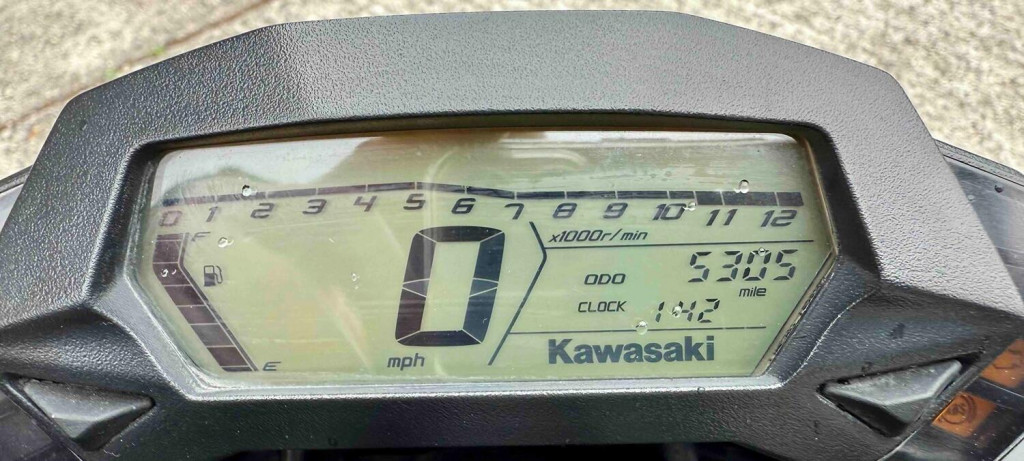 0 1 2 3 4 5 6 7 8 9 10 11 12
x1000r/min
F
ODO 5305
mile
CLOCK 1:42
0
mph
E
Kawasaki